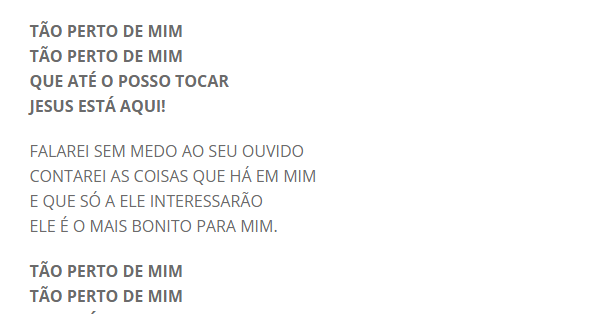 TÃO PERTO DE MIM
TÃO PERTO DE MIM
QUE ATÉ O POSSO TOCAR
JESUS ESTÁ AQUI!
FALAREI SEM MEDO AO SEU OUVIDO
CONTAREI AS COISAS QUE HÁ EM MIM
E QUE SÓ A ELE INTERESSARÃO
ELE É O MAIS BONITO PARA MIM.
TÃO PERTO DE MIM
TÃO PERTO DE MIM